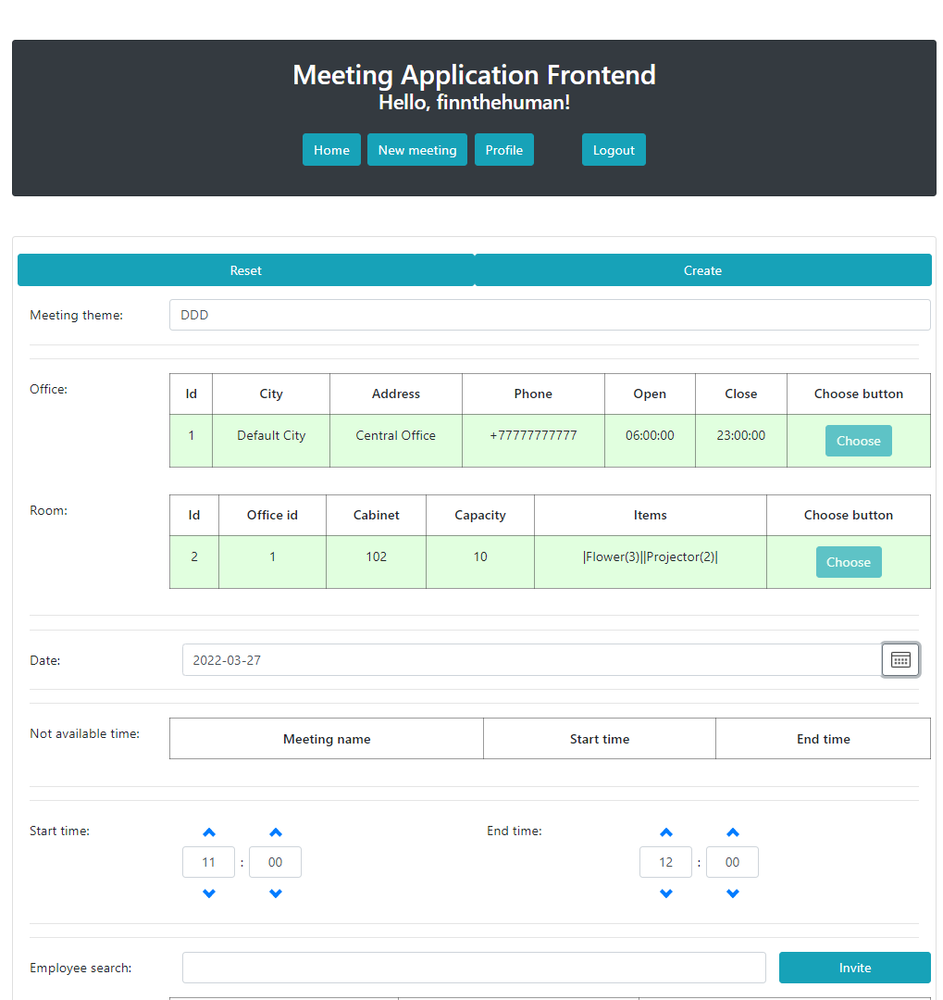 Meeting Application Frontend
Hello, finnthehuman!
Home New meeting Profile Logout
Reset Create
Meeting theme: DDD
Office: Id City Address Phone Open Close Choose button
1 Default City Central Office +77777777777 06:00:00 23:00:00 Choose
Room: Id Office id Cabinet Capacity Items Choose button
2 1 102 10 |Flower(3)||Projector(2)| Choose
Date: 2022-03-27
Not available time: Meeting name Start time End time
Start time: End time:
11 : 00 12 : 00
Employee search: Invite